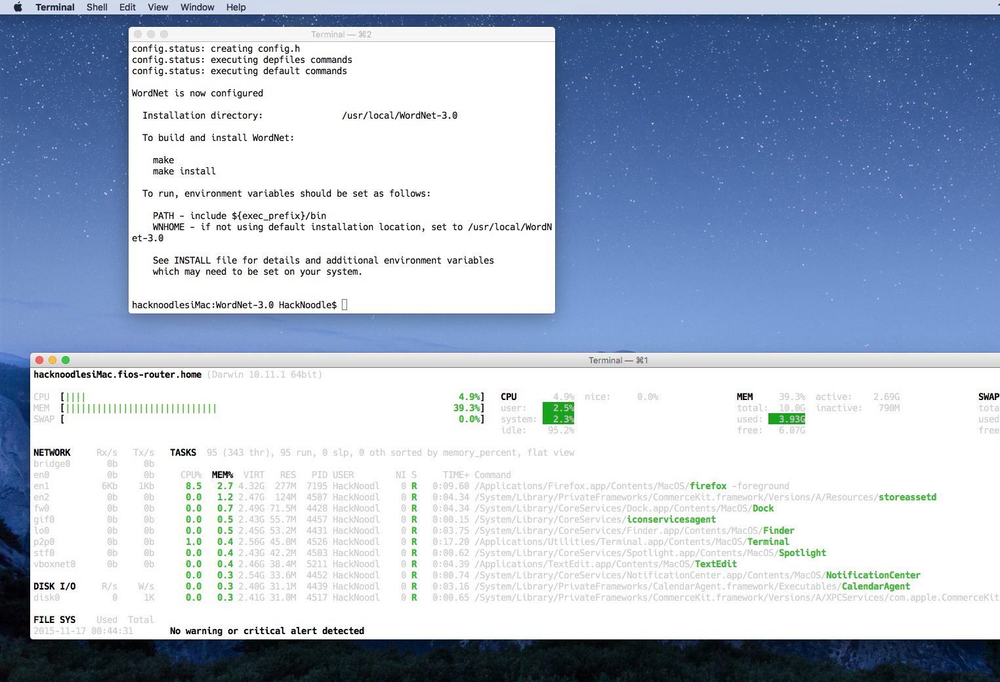 Terminal Shell Edit View Window Help
Terminal — ⌘2
config.status: creating config.h
config.status: executing depfiles commands
config.status: executing default commands
WordNet is now configured
Installation directory: /usr/local/WordNet-3.0
To build and install WordNet:
make
make install
To run, environment variables should be set as follows:
PATH - include ${exec_prefix}/bin
WNHOME - if not using default installation location, set to /usr/local/WordN
et-3.0
See INSTALL file for details and additional environment variables
which may need to be set on your system.
hacknoodlesiMac:WordNet-3.0 HackNoodle$
Terminal — ⌘1
hacknoodlesiMac.fios-router.home (Darwin 10.11.1 64bit)
CPU [|||| 4.9%] CPU 4.9% nice: 0.0% MEM 39.3% active: 2.69G SWAP
MEM [||||||||||||||||||||||||||||| 39.3%] user: 2.5% total: 10.0G inactive: 790M tota
SWAP [ 0.0%] system: 2.3% used: 3.93G used
idle: 95.2% free: 6.07G free
NETWORK Rx/s Tx/s TASKS 95 (343 thr), 95 run, 0 slp, 0 oth sorted by memory_percent, flat view
bridge0 0b 0b
en0 0b 0b CPU% MEM% VIRT RES PID USER NI S TIME+ Command
en1 6Kb 1Kb 8.5 2.7 4.32G 277M 7195 HackNoodl 0 R 0:09.60 /Applications/Firefox.app/Contents/MacOS/firefox -foreground
en2 0b 0b 0.0 1.2 2.47G 124M 4507 HackNoodl 0 R 0:04.34 /System/Library/PrivateFrameworks/CommerceKit.framework/Versions/A/Resources/storeassetd
fw0 0b 0b 0.0 0.7 2.49G 71.5M 4428 HackNoodl 0 R 0:04.34 /System/Library/CoreServices/Dock.app/Contents/MacOS/Dock
gif0 0b 0b 0.0 0.5 2.43G 55.7M 4457 HackNoodl 0 R 0:00.15 /System/Library/CoreServices/iconservicesagent
lo0 0b 0b 0.0 0.5 2.45G 53.2M 4431 HackNoodl 0 R 0:03.75 /System/Library/CoreServices/Finder.app/Contents/MacOS/Finder
p2p0 0b 0b 1.0 0.4 2.56G 45.8M 4526 HackNoodl 0 R 0:17.20 /Applications/Utilities/Terminal.app/Contents/MacOS/Terminal
stf0 0b 0b 0.0 0.4 2.43G 42.2M 4503 HackNoodl 0 R 0:00.62 /System/Library/CoreServices/Spotlight.app/Contents/MacOS/Spotlight
vboxnet0 0b 0b 0.0 0.4 2.46G 38.4M 5211 HackNoodl 0 R 0:04.39 /Applications/TextEdit.app/Contents/MacOS/TextEdit
0.0 0.3 2.54G 33.6M 4452 HackNoodl 0 R 0:00.74 /System/Library/CoreServices/NotificationCenter.app/Contents/MacOS/NotificationCenter
DISK I/O R/s W/s 0.0 0.3 2.40G 31.1M 4439 HackNoodl 0 R 0:03.16 /System/Library/PrivateFrameworks/CalendarAgent.framework/Executables/CalendarAgent
disk0 0 1K 0.0 0.3 2.41G 31.0M 4517 HackNoodl 0 R 0:00.65 /System/Library/PrivateFrameworks/CommerceKit.framework/Versions/A/XPCServices/com.apple.CommerceKit
FILE SYS Used Total
2015-11-17 00:44:31 No warning or critical alert detected